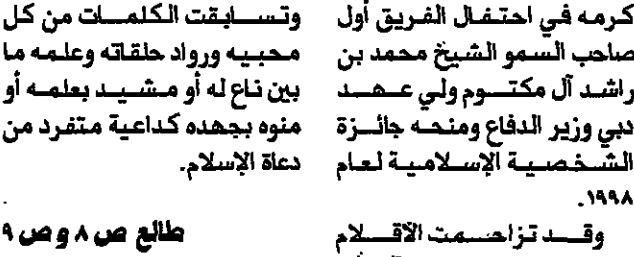 كرمه في احتفال الفريق أول
صاحب السمو الشيخ محمد بن
راشد آل مكتوم ولي عهد
دبي وزير الدفاع ومنحه جائزة
الشخصية الإسلامية لعام
١٩٩٨.
وقد تزاحمت الأقلام
وتسابقت الكلمات من كل
محبيه ورواد حلقاته وعلمه ما
بين ناع له أو مشيد بعلمه أو
منوه بجهده كداعية متفرد من
دعاة الإسلام.
طالع ص ٨ و ص ٩